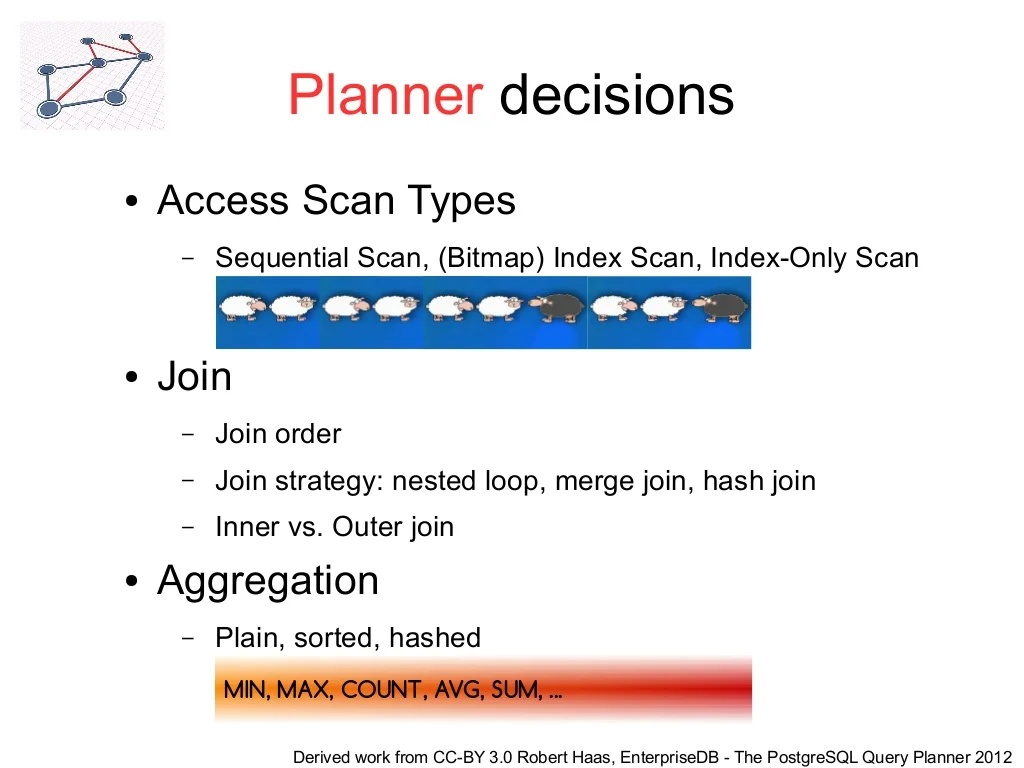 Planner decisions
• Access Scan Types
– Sequential Scan, (Bitmap) Index Scan, Index-Only Scan
• Join
– Join order
– Join strategy: nested loop, merge join, hash join
– Inner vs. Outer join
• Aggregation
– Plain, sorted, hashed
MIN, MAX, COUNT, AVG, SUM, ...
Derived work from CC-BY 3.0 Robert Haas, EnterpriseDB - The PostgreSQL Query Planner 2012